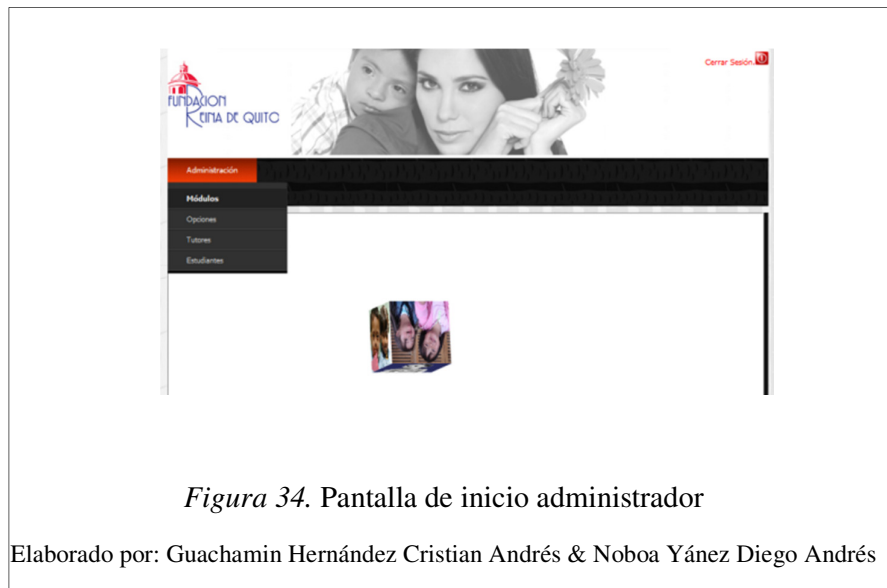 Cerrar Sesión
FUNDACION
REINA DE QUITO
Administración
Módulos
Opciones
Tutores
Estudiantes
Figura 34. Pantalla de inicio administrador
Elaborado por: Guachamin Hernández Cristian Andrés & Noboa Yánez Diego Andrés